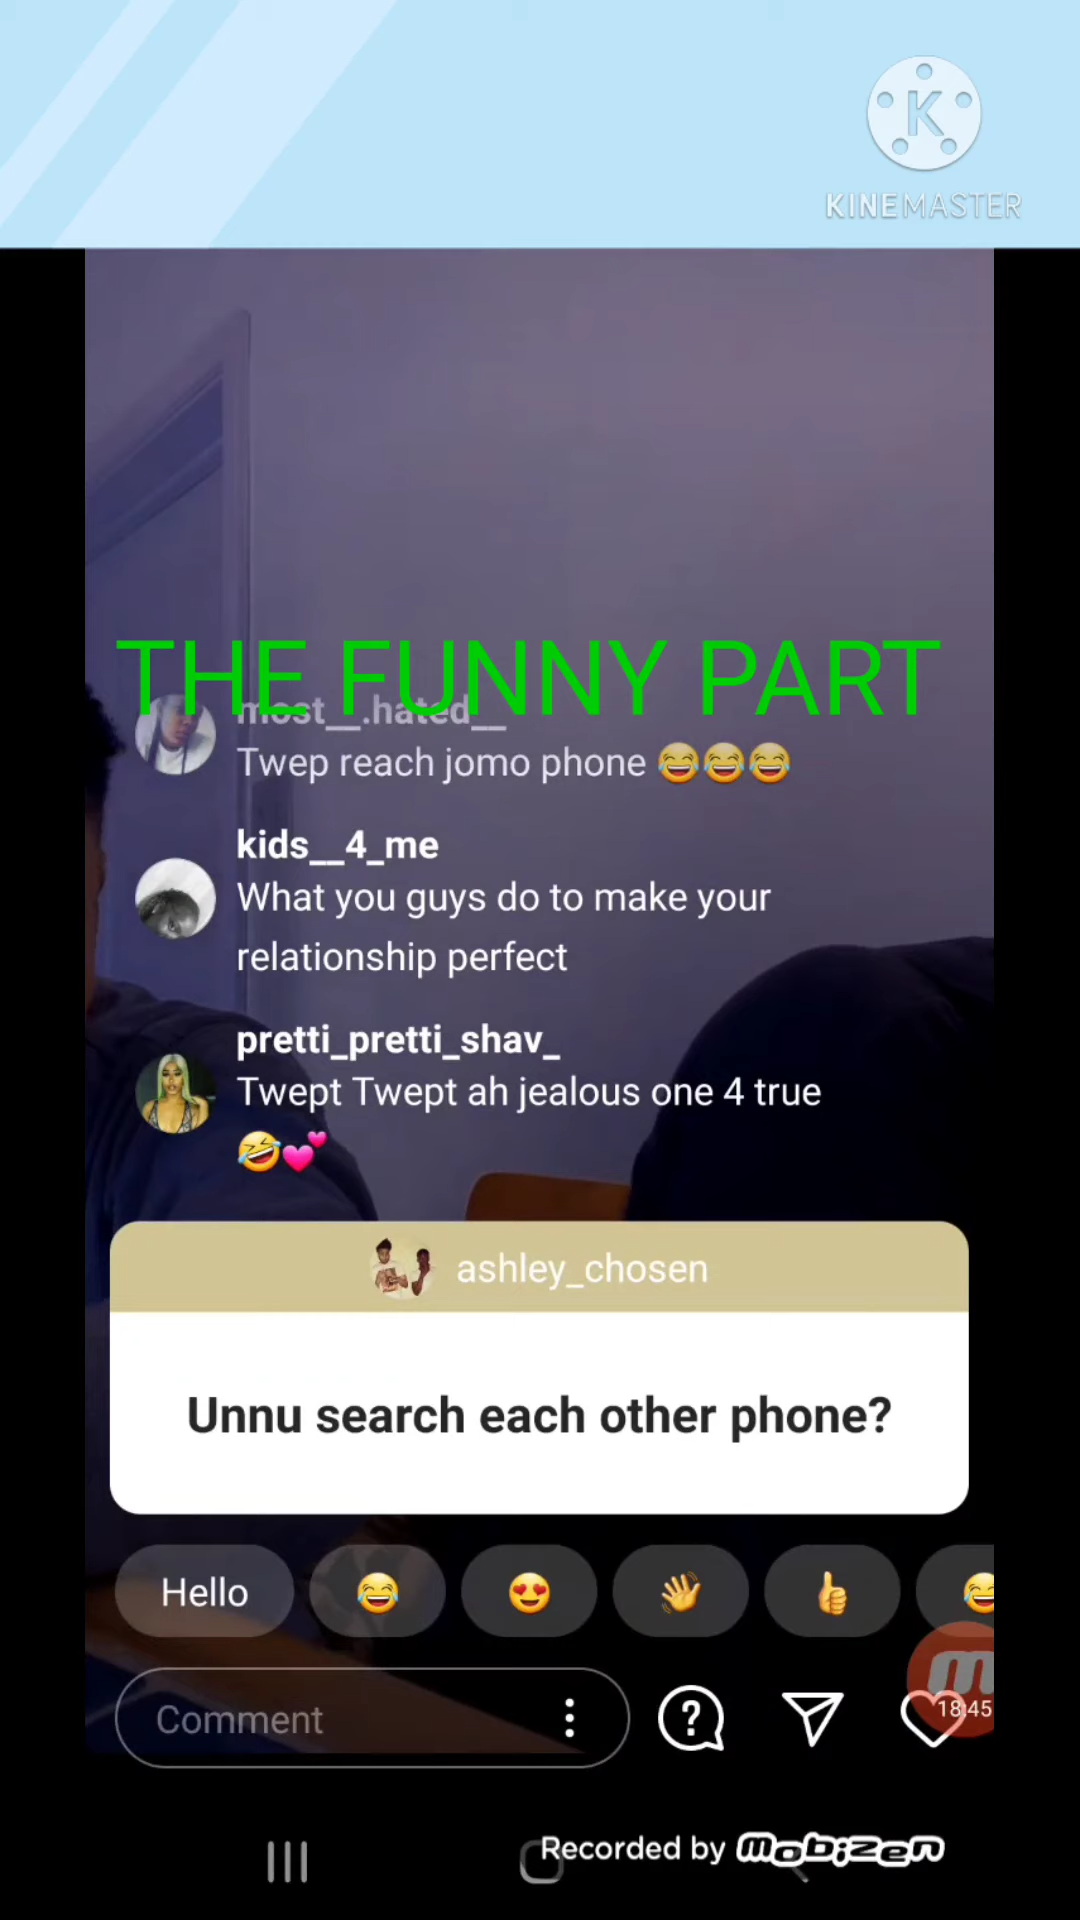 K
KINEMASTER
THE FUNNY PART
most__.hated__
Twep reach jomo phone 😂😂😂
kids__4_me
What you guys do to make your
relationship perfect
pretti_pretti_shav_
Twept Twept ah jealous one 4 true
🤣💕
ashley_chosen
Unnu search each other phone?
Hello 😂 😍 👋 👍 😂
Comment
m
18:45
Recorded by mobizen